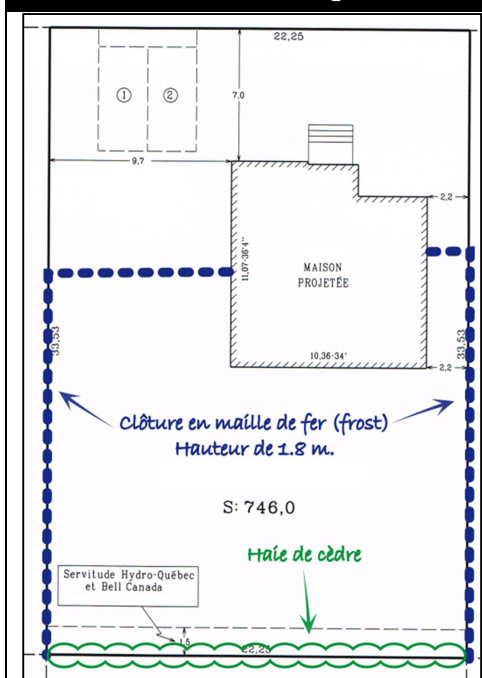 22,25
① ②
7,0
9,7
2,2
11,07-36'4"
MAISON
PROJETÉE
33,53
33,53
10,36-34'
2,2
Clôture en maille de fer (frost)
Hauteur de 1.8 m.
S: 746,0
Haie de cèdre
Servitude Hydro-Québec
et Bell Canada
1,5
22,25